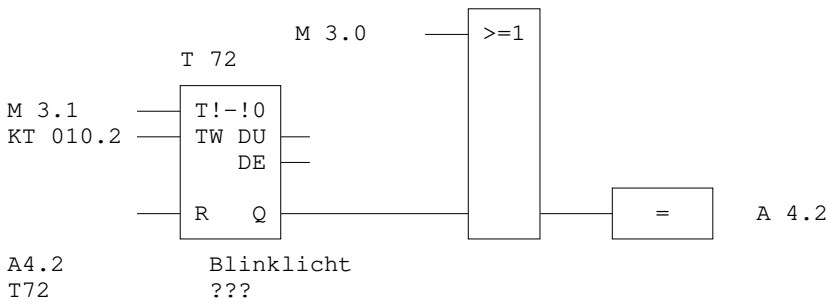 M 3.0 >=1
T 72
M 3.1 T!-!0
KT 010.2 TW DU
DE
R Q = A 4.2
A4.2 Blinklicht
T72 ???